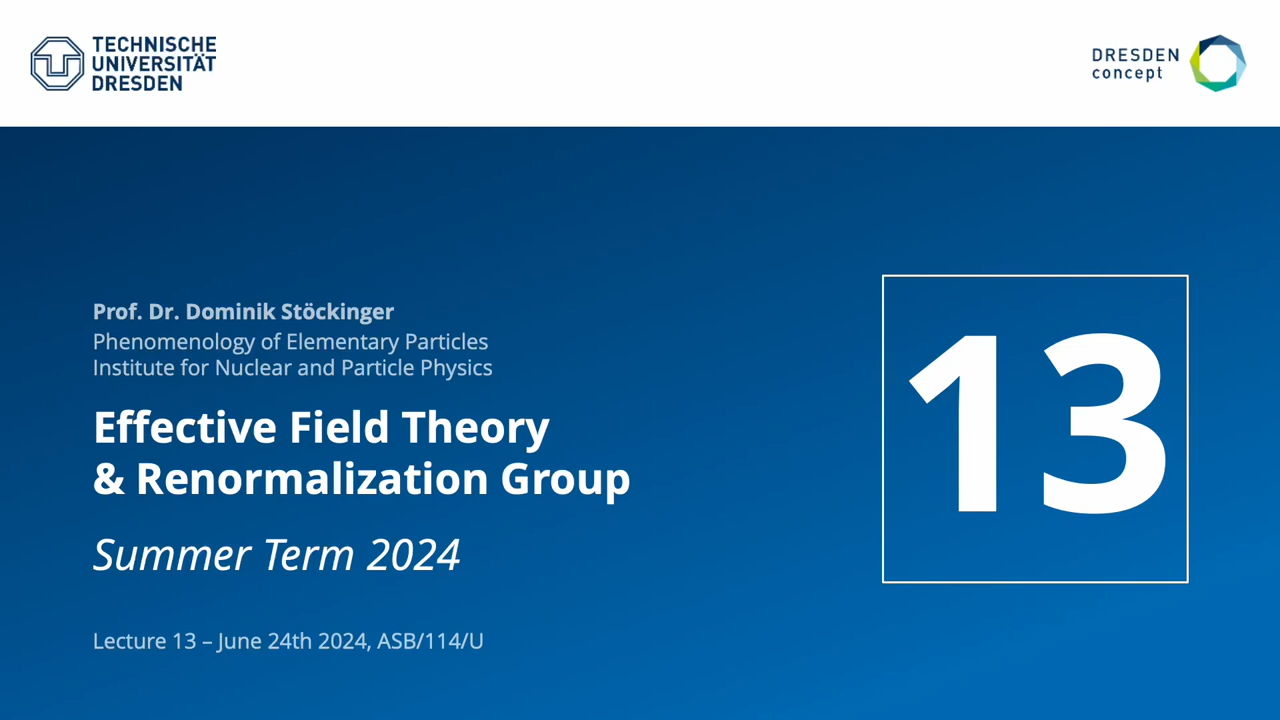 TECHNISCHE
UNIVERSITÄT
DRESDEN
DRESDEN
concept
Prof. Dr. Dominik Stöckinger
Phenomenology of Elementary Particles
Institute for Nuclear and Particle Physics
Effective Field Theory
& Renormalization Group
Summer Term 2024
Lecture 13 – June 24th 2024, ASB/114/U
13